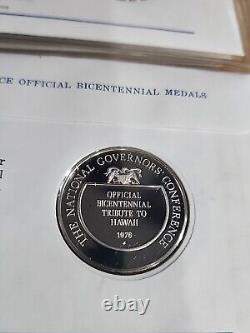 CE OFFICIAL BICENTENNIAL MEDALS
THE NATIONAL GOVERNORS' CONFERENCE
OFFICIAL
BICENTENNIAL
TRIBUTE TO
HAWAII
1976